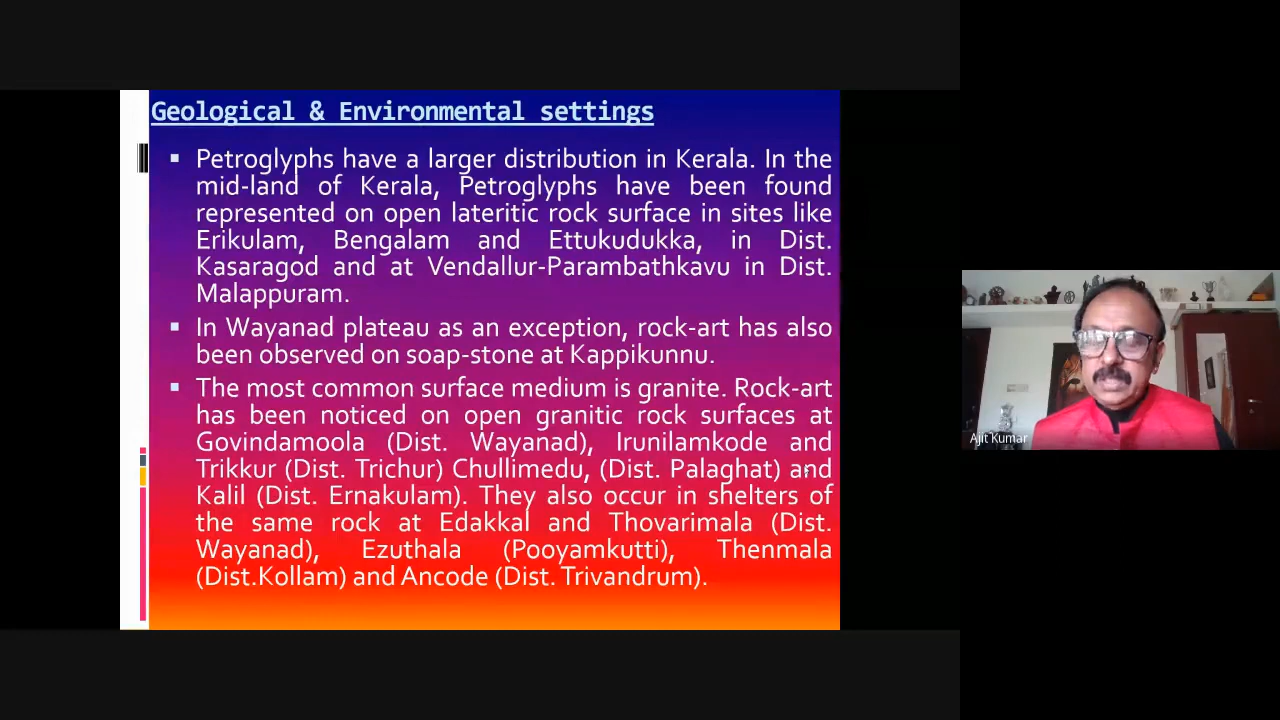 Geological & Environmental settings
▪ Petroglyphs have a larger distribution in Kerala. In the
mid-land of Kerala, Petroglyphs have been found
represented on open lateritic rock surface in sites like
Erikulam, Bengalam and Ettukudukka, in Dist.
Kasaragod and at Vendallur-Parambathkavu in Dist.
Malappuram.
▪ In Wayanad plateau as an exception, rock-art has also
been observed on soap-stone at Kappikunnu.
▪ The most common surface medium is granite. Rock-art
has been noticed on open granitic rock surfaces at
Govindamoola (Dist. Wayanad), Irunilamkode and
Trikkur (Dist. Trichur) Chullimedu, (Dist. Palaghat) and
Kalil (Dist. Ernakulam). They also occur in shelters of
the same rock at Edakkal and Thovarimala (Dist.
Wayanad), Ezuthala (Pooyamkutti), Thenmala
(Dist.Kollam) and Ancode (Dist. Trivandrum).
Ajit Kumar